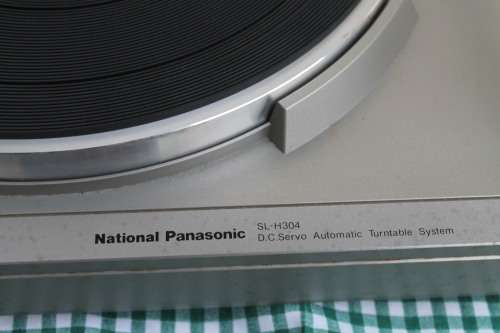 National Panasonic
SL-H304
D.C.Servo Automatic Turntable System